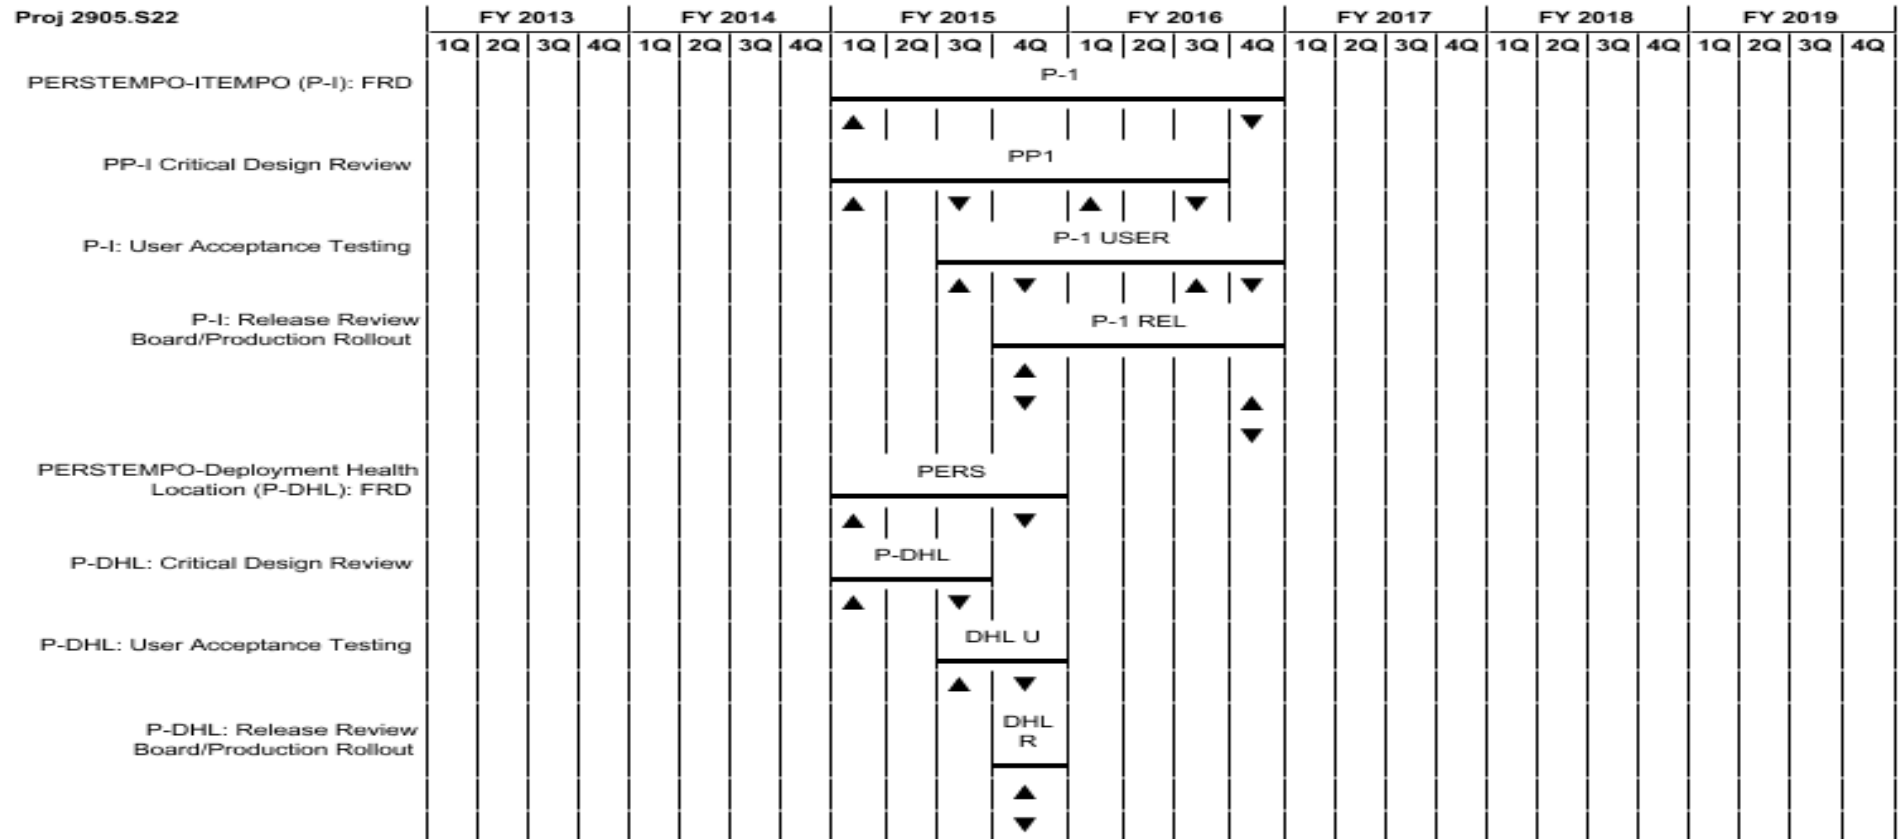 Proj 2905.S22 FY 2013 FY 2014 FY 2015 FY 2016 FY 2017 FY 2018 FY 2019
1Q 2Q 3Q 4Q 1Q 2Q 3Q 4Q 1Q 2Q 3Q 4Q 1Q 2Q 3Q 4Q 1Q 2Q 3Q 4Q 1Q 2Q 3Q 4Q 1Q 2Q 3Q 4Q
PERSTEMPO-ITEMPO (P-I): FRD P-1
PP-I Critical Design Review PP1
P-I: User Acceptance Testing P-1 USER
P-I: Release Review
Board/Production Rollout P-1 REL
PERSTEMPO-Deployment Health
Location (P-DHL): FRD PERS
P-DHL: Critical Design Review P-DHL
P-DHL: User Acceptance Testing DHL U
P-DHL: Release Review
Board/Production Rollout DHL
R